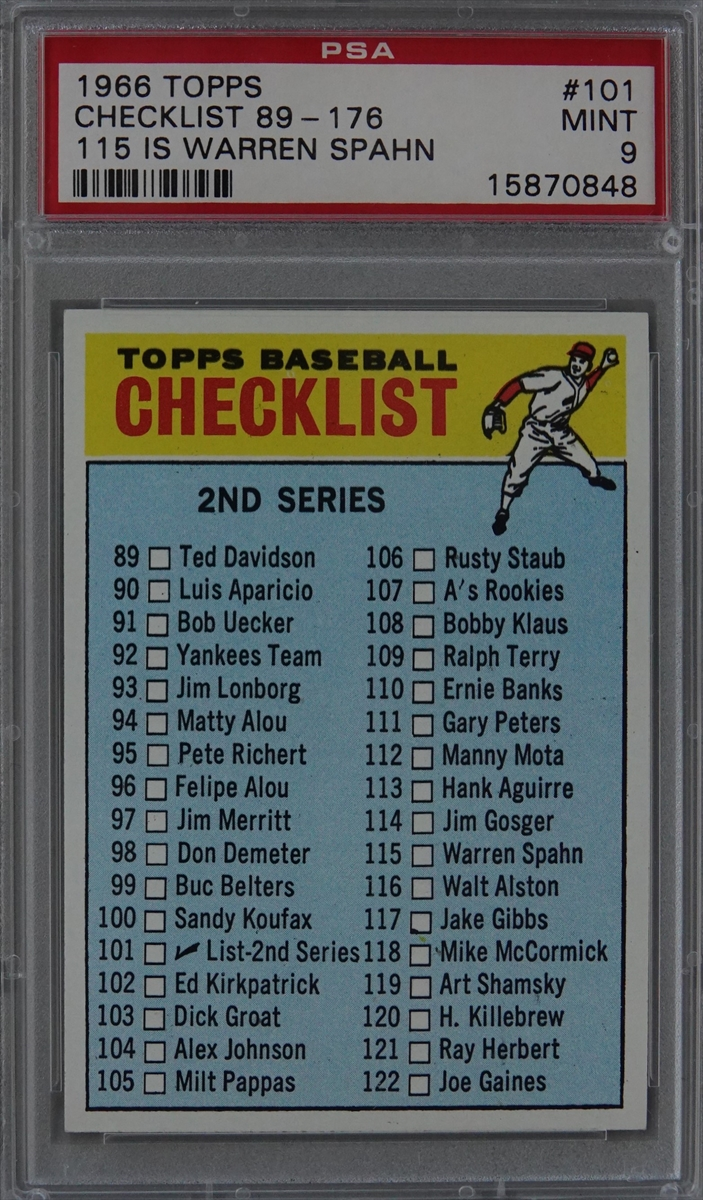 PSA
1966 TOPPS #101
CHECKLIST 89-176 MINT
115 IS WARREN SPAHN 9
15870848
TOPPS BASEBALL
CHECKLIST
2ND SERIES
89 Ted Davidson
90 Luis Aparicio
91 Bob Uecker
92 Yankees Team
93 Jim Lonborg
94 Matty Alou
95 Pete Richert
96 Felipe Alou
97 Jim Merritt
98 Don Demeter
99 Buc Belters
100 Sandy Koufax
101 ✓ List-2nd Series
102 Ed Kirkpatrick
103 Dick Groat
104 Alex Johnson
105 Milt Pappas
106 Rusty Staub
107 A's Rookies
108 Bobby Klaus
109 Ralph Terry
110 Ernie Banks
111 Gary Peters
112 Manny Mota
113 Hank Aguirre
114 Jim Gosger
115 Warren Spahn
116 Walt Alston
117 Jake Gibbs
118 Mike McCormick
119 Art Shamsky
120 H. Killebrew
121 Ray Herbert
122 Joe Gaines